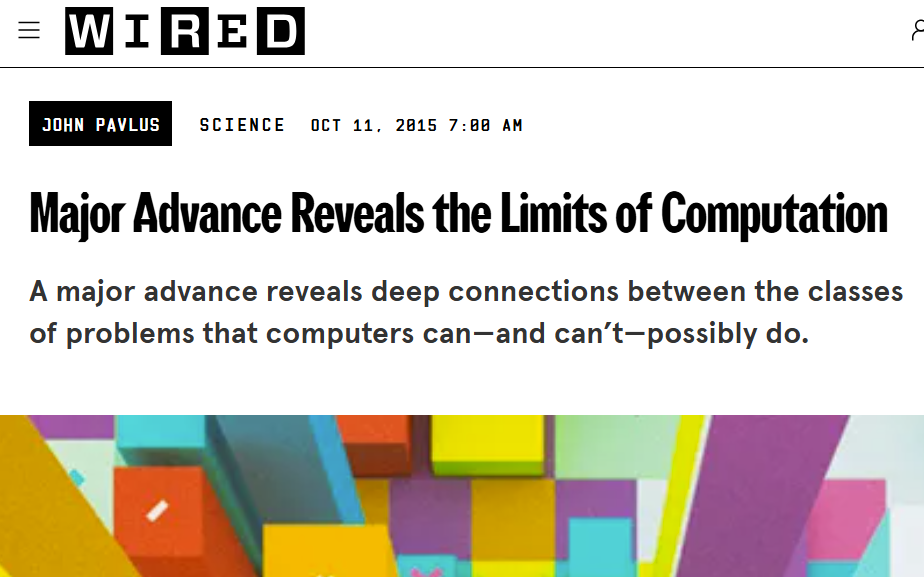 WIRED
JOHN PAVLUS SCIENCE OCT 11, 2015 7:00 AM
Major Advance Reveals the Limits of Computation
A major advance reveals deep connections between the classes
of problems that computers can—and can’t—possibly do.